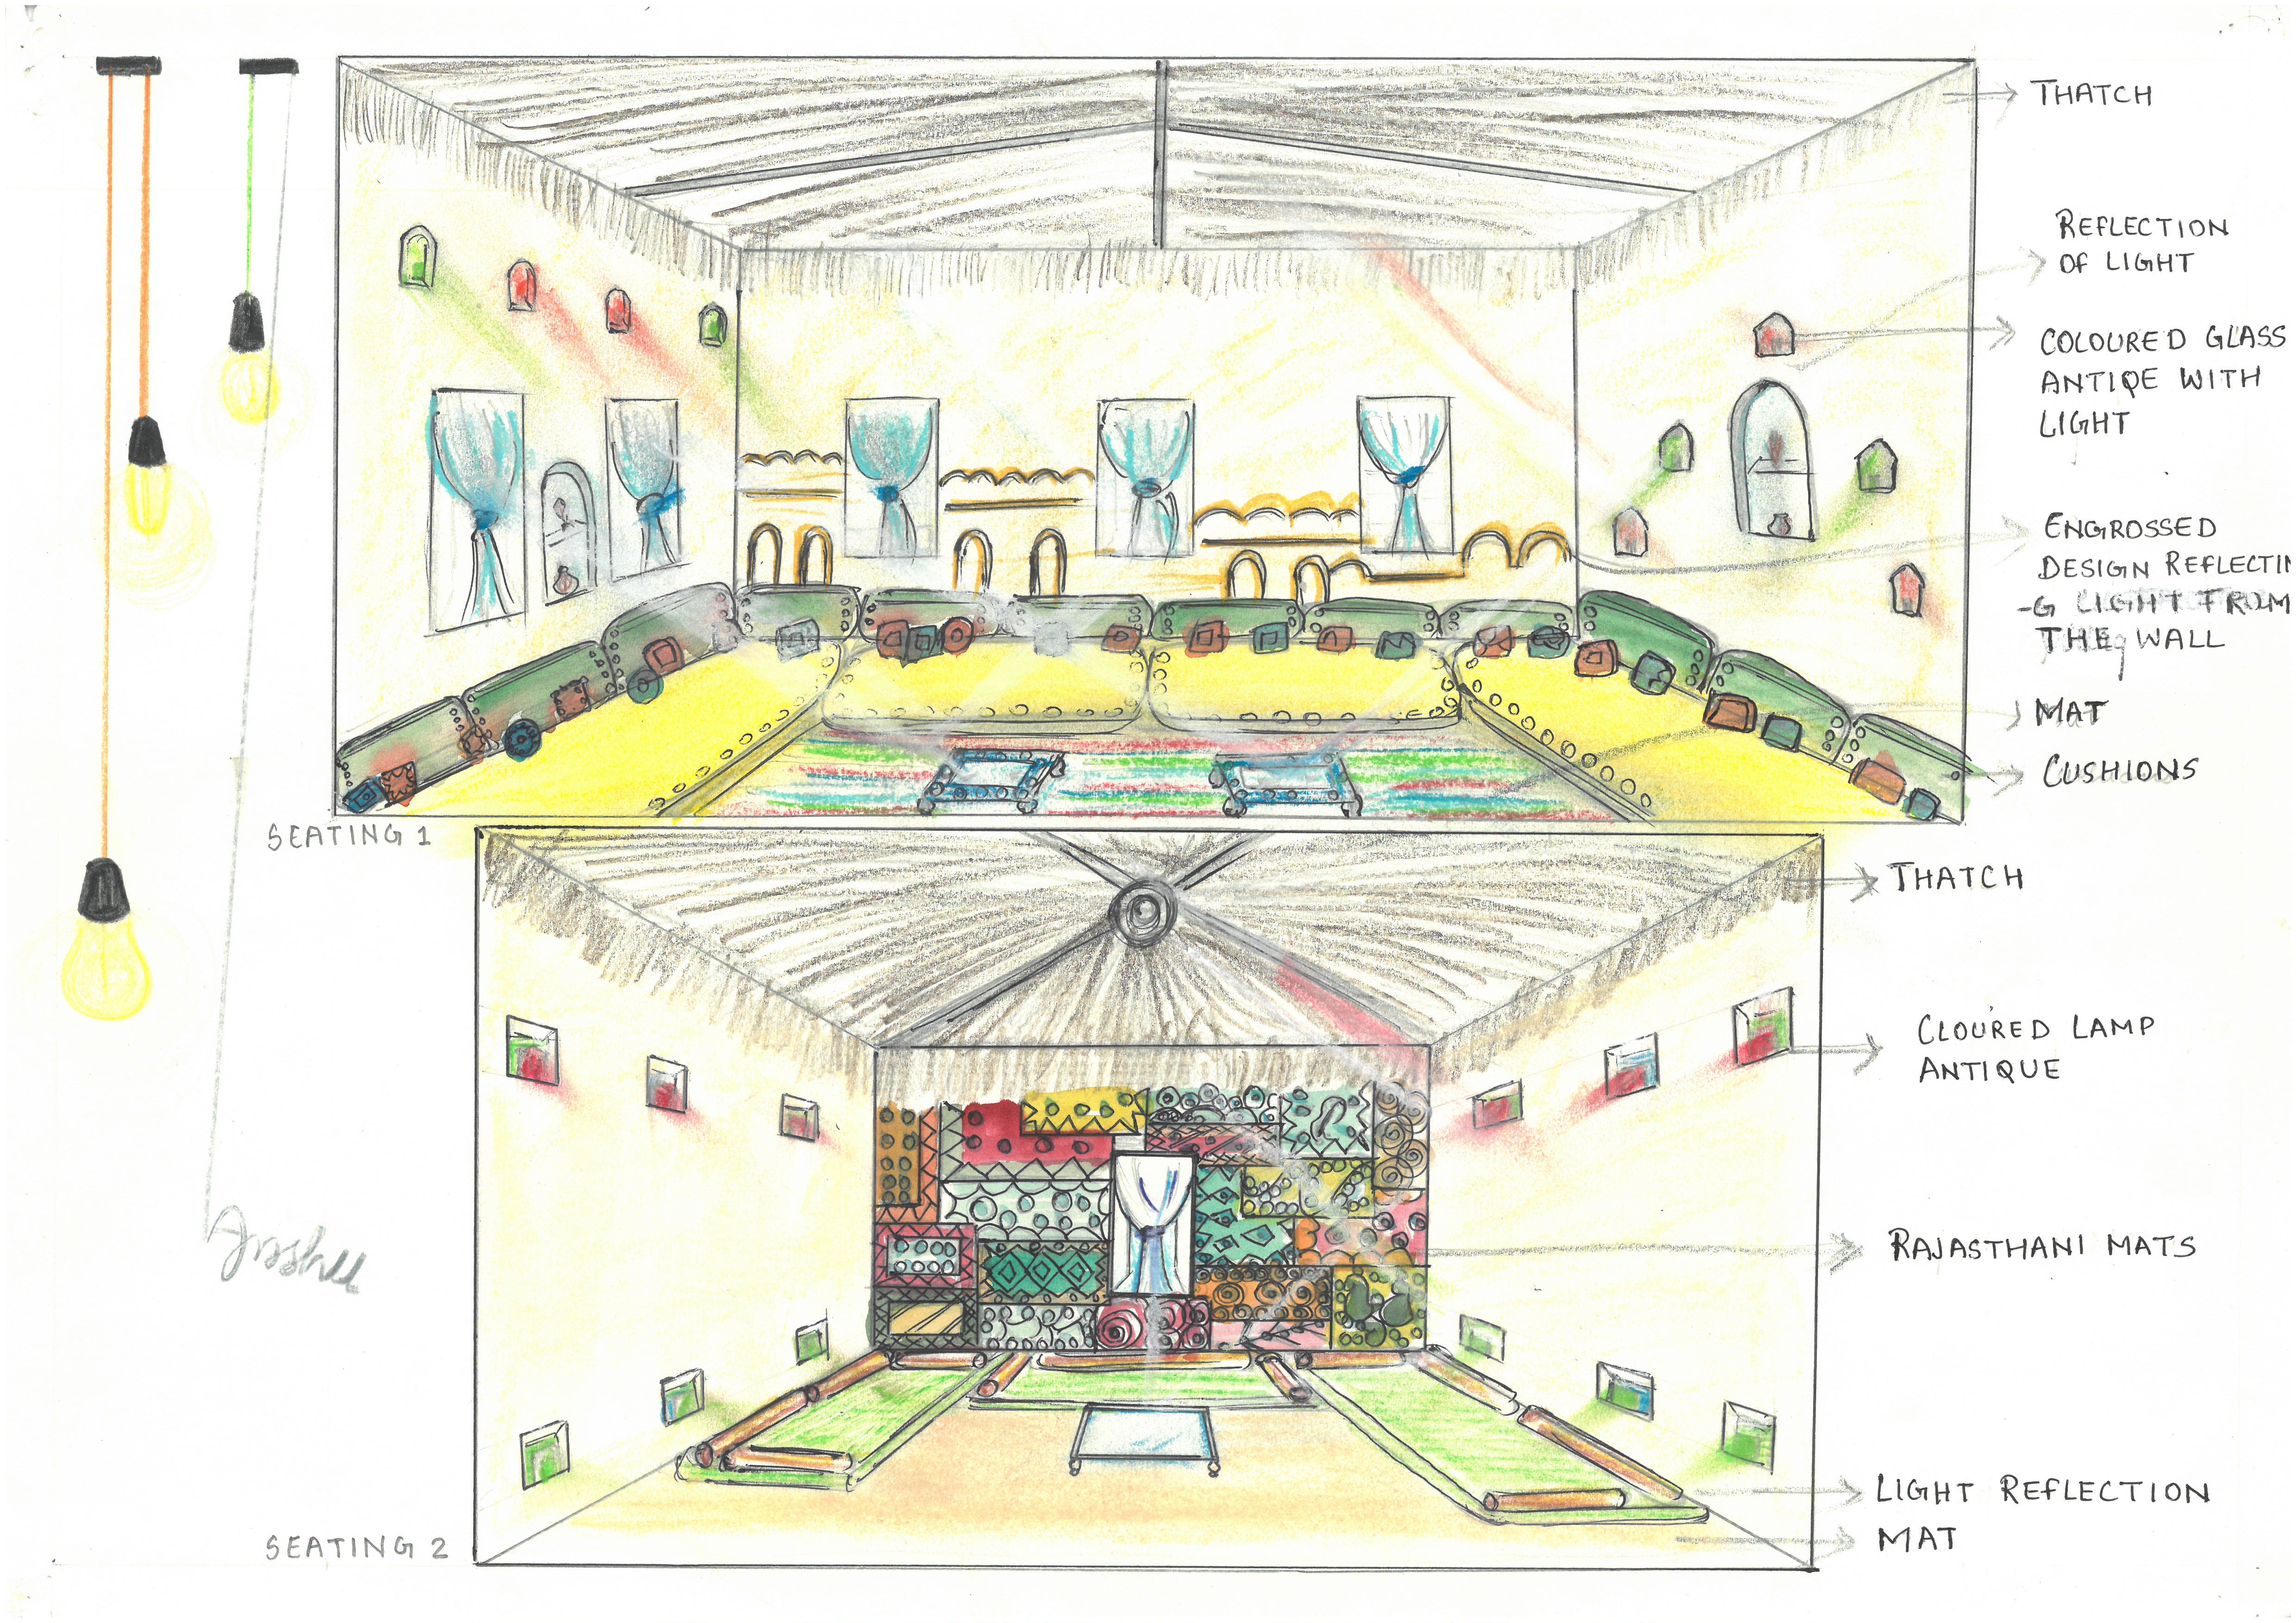 THATCH
REFLECTION
OF LIGHT
COLOURED GLASS
ANTIQE WITH
LIGHT
ENGROSSED
DESIGN REFLECTIN
-G LIGHT FROM
THE WALL
MAT
CUSHIONS
SEATING 1
THATCH
CLOURED LAMP
ANTIQUE
RAJASTHANI MATS
LIGHT REFLECTION
MAT
SEATING 2